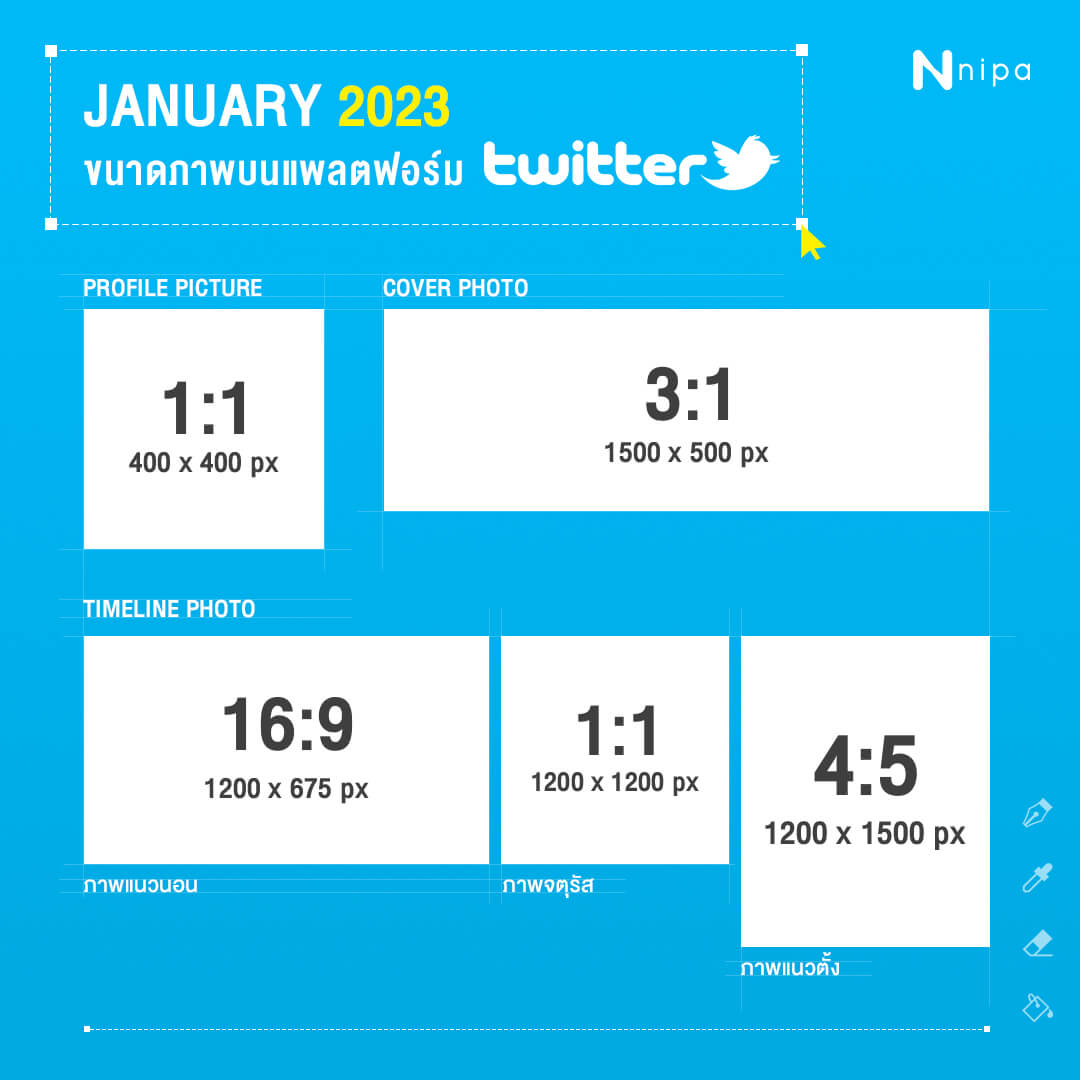 JANUARY 2023
ขนาดภาพบนแพลตฟอร์ม twitter
Nnipa
PROFILE PICTURE
1:1
400 x 400 px
COVER PHOTO
3:1
1500 x 500 px
TIMELINE PHOTO
16:9
1200 x 675 px
ภาพแนวนอน
1:1
1200 x 1200 px
ภาพจตุรัส
4:5
1200 x 1500 px
ภาพแนวตั้ง